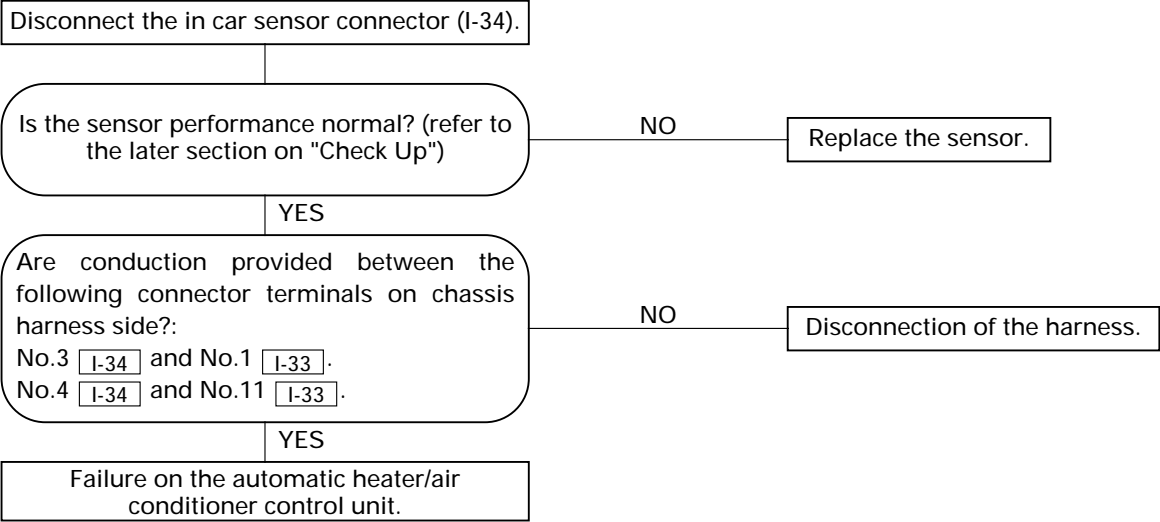 Disconnect the in car sensor connector (I-34).
Is the sensor performance normal? (refer to
the later section on "Check Up")
NO
Replace the sensor.
YES
Are conduction provided between the
following connector terminals on chassis
harness side?:
No.3 I-34 and No.1 I-33.
No.4 I-34 and No.11 I-33.
NO
Disconnection of the harness.
YES
Failure on the automatic heater/air
conditioner control unit.